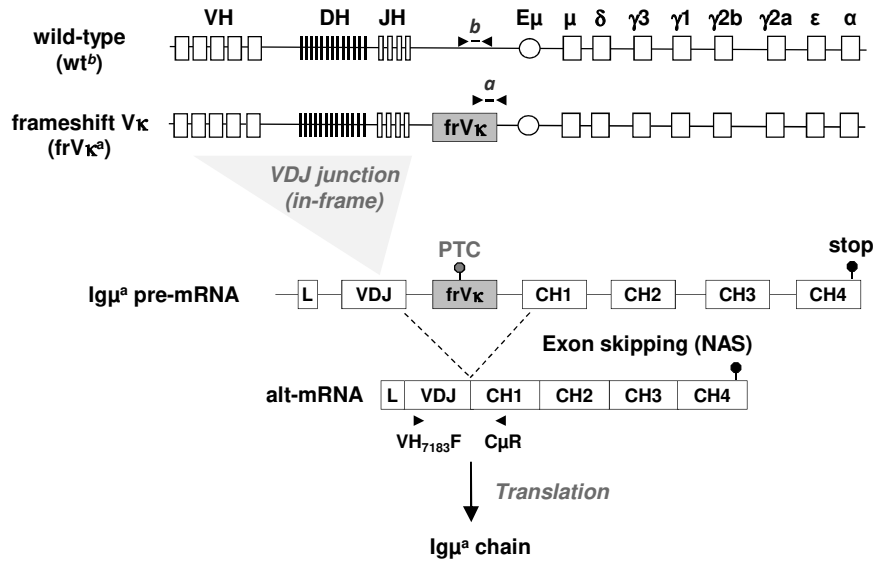 VH DH JH b Eμ μ δ γ3 γ1 γ2b γ2a ε α
wild-type
(wtᵇ)
a
frameshift Vκ
(frVκᵃ)
frVκ
VDJ junction
(in-frame)
PTC
stop
Igμᵃ pre-mRNA
L VDJ frVκ CH1 CH2 CH3 CH4
Exon skipping (NAS)
alt-mRNA
L VDJ CH1 CH2 CH3 CH4
VH₇₁₈₃F CμR
Translation
Igμᵃ chain